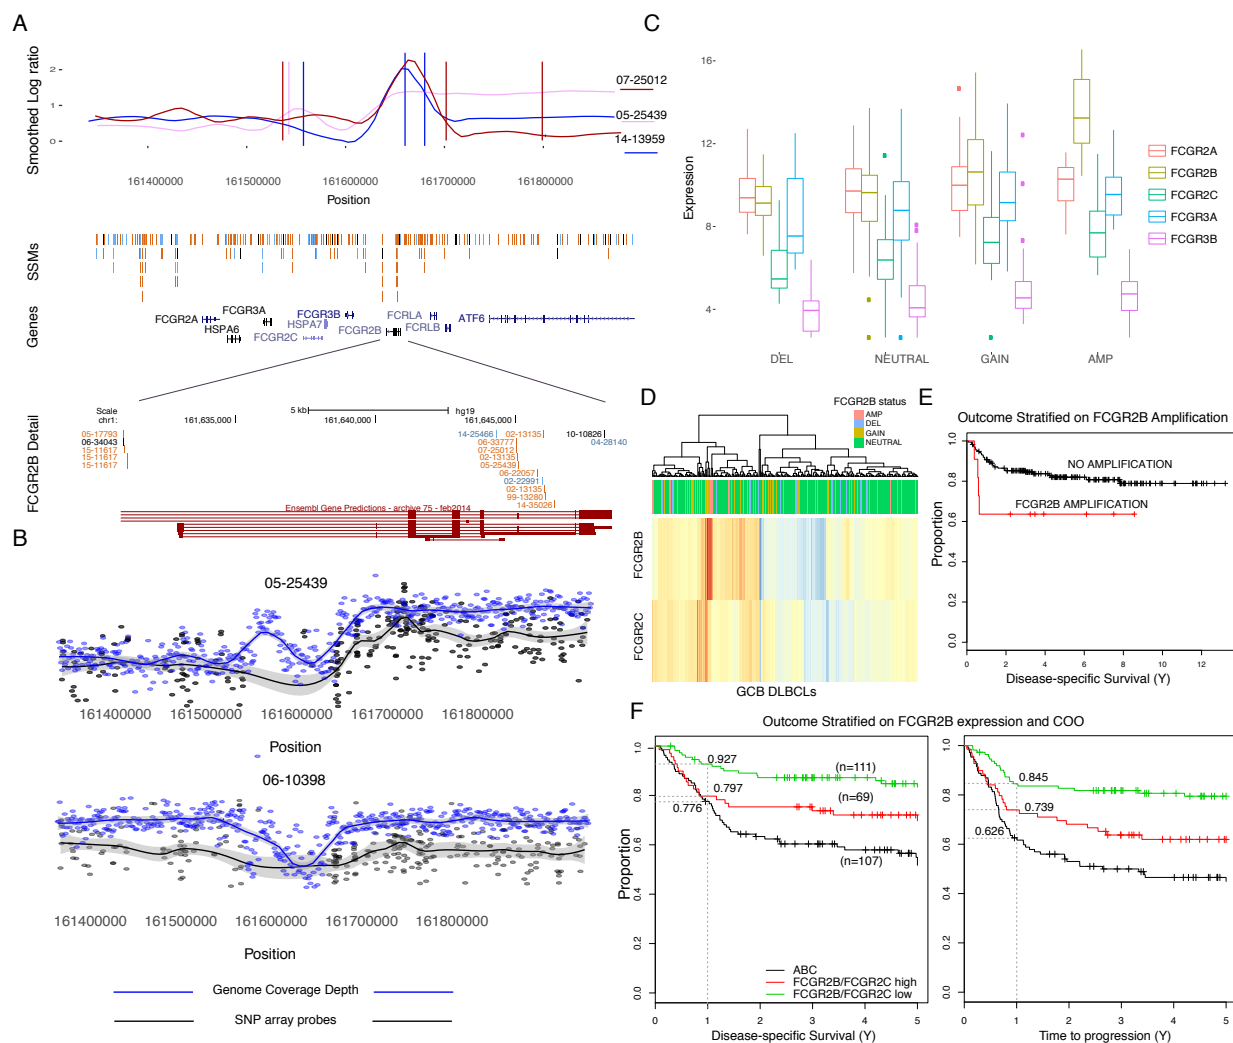 A
Smoothed Log ratio
2
1
0
07-25012
05-25439
14-13959
161400000 161500000 161600000 161700000 161800000
Position
SSMs
Genes
FCGR2A
HSPA6
FCGR3A
FCGR2C
HSPA7
FCGR3B
FCGR2B
FCRLA
FCRLB
ATF6
FCGR2B Detail
Scale
chr1:
5 kb
hg19
161,635,000
161,640,000
161,645,000
05-17793
06-34043
15-11617
15-11617
15-11617
14-25466
02-13135
06-33777
07-25012
02-13135
05-25439
06-22057
02-22991
02-13135
99-13280
14-35026
10-10826
04-28140
Ensembl Gene Predictions - archive 75 - feb2014
B
05-25439
161400000 161500000 161600000 161700000 161800000
Position
06-10398
161400000 161500000 161600000 161700000 161800000
Position
Genome Coverage Depth
SNP array probes
C
Expression
16
12
8
4
DEL
NEUTRAL
GAIN
AMP
FCGR2A
FCGR2B
FCGR2C
FCGR3A
FCGR3B
D
FCGR2B status
AMP
DEL
GAIN
NEUTRAL
FCGR2B
FCGR2C
GCB DLBCLs
E
Outcome Stratified on FCGR2B Amplification
Proportion
1.0
0.8
0.6
0.4
0.2
0.0
NO AMPLIFICATION
FCGR2B AMPLIFICATION
0 2 4 6 8 10 12
Disease-specific Survival (Y)
F
Outcome Stratified on FCGR2B expression and COO
Proportion
1.0
0.8
0.6
0.4
0.2
0.0
0.927
0.797
0.776
(n=111)
(n=69)
(n=107)
ABC
FCGR2B/FCGR2C high
FCGR2B/FCGR2C low
0 1 2 3 4 5
Disease-specific Survival (Y)
1.0
0.8
0.6
0.4
0.2
0.0
0.845
0.739
0.626
0 1 2 3 4 5
Time to progression (Y)